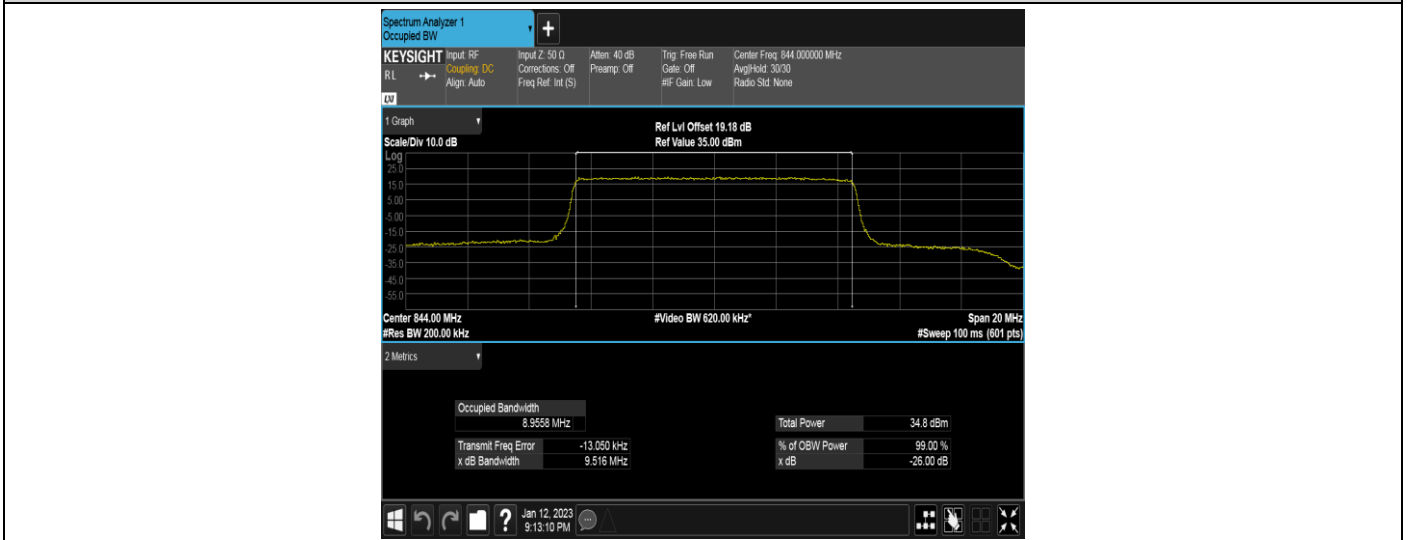 Spectrum Analyzer 1
Occupied BW
+
KEYSIGHT Input: RF Input Z: 50 Ω Atten: 40 dB Trig: Free Run Center Freq: 844.000000 MHz
RL Coupling: DC Corrections: Off Preamp: Off Gate: Off Avg|Hold: 30/30
Align: Auto Freq Ref: Int (S) #IF Gain: Low Radio Std: None
LXI
1 Graph
Ref Lvl Offset 19.18 dB
Scale/Div 10.0 dB Ref Value 35.00 dBm
Log
25.0
15.0
5.00
-5.00
-15.0
-25.0
-35.0
-45.0
-55.0
Center 844.00 MHz #Video BW 620.00 kHz* Span 20 MHz
#Res BW 200.00 kHz #Sweep 100 ms (601 pts)
2 Metrics
Occupied Bandwidth
8.9558 MHz Total Power 34.8 dBm
Transmit Freq Error -13.050 kHz % of OBW Power 99.00 %
x dB Bandwidth 9.516 MHz x dB -26.00 dB
? Jan 12, 2023
9:13:10 PM